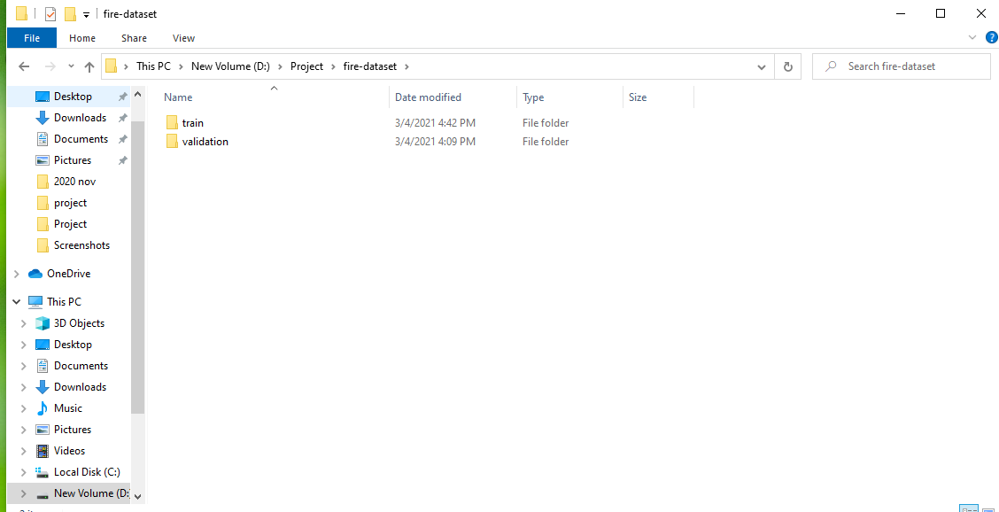 fire-dataset
File Home Share View
This PC New Volume (D:) Project fire-dataset Search fire-dataset
Name Date modified Type Size
train 3/4/2021 4:42 PM File folder
validation 3/4/2021 4:09 PM File folder
Desktop
Downloads
Documents
Pictures
2020 nov
project
Project
Screenshots
OneDrive
This PC
3D Objects
Desktop
Documents
Downloads
Music
Pictures
Videos
Local Disk (C:)
New Volume (D: